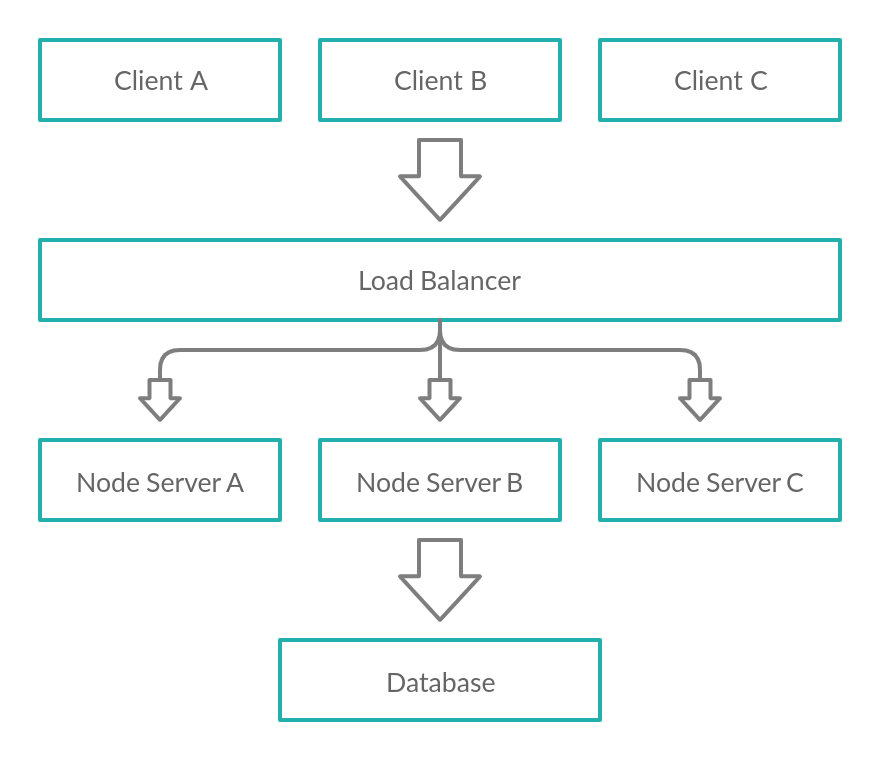 Client A
Client B
Client C
Load Balancer
Node Server A
Node Server B
Node Server C
Database